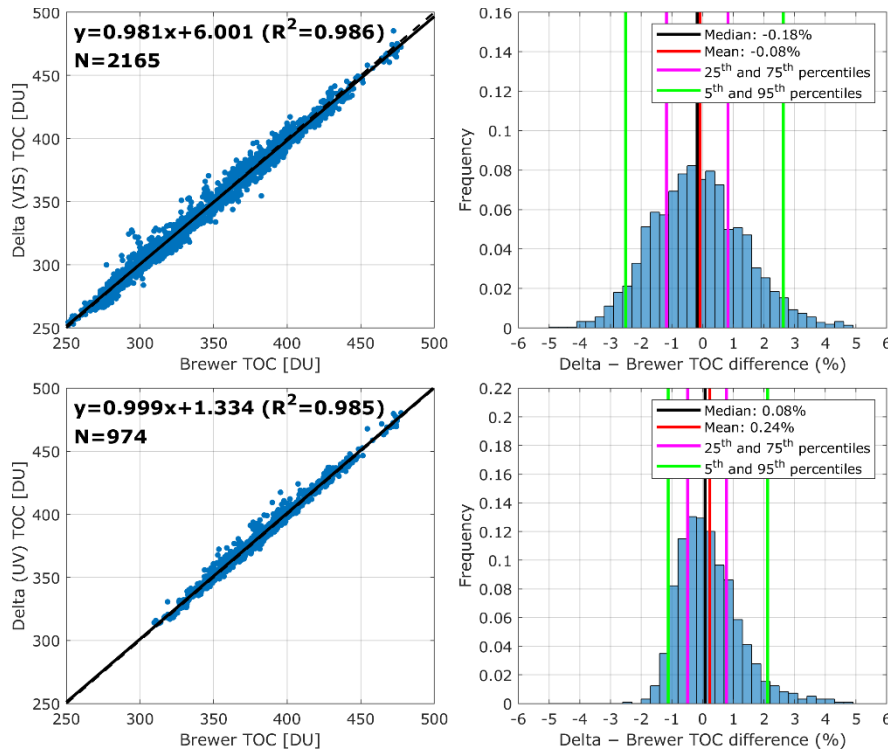 y=0.981x+6.001 (R²=0.986)
N=2165
500
450
400
350
300
250
Delta (VIS) TOC [DU]
250 300 350 400 450 500
Brewer TOC [DU]
Median: -0.18%
Mean: -0.08%
25th and 75th percentiles
5th and 95th percentiles
0.16
0.14
0.12
0.1
0.08
0.06
0.04
0.02
0
Frequency
-6 -5 -4 -3 -2 -1 0 1 2 3 4 5 6
Delta − Brewer TOC difference (%)
y=0.999x+1.334 (R²=0.985)
N=974
500
450
400
350
300
250
Delta (UV) TOC [DU]
250 300 350 400 450 500
Brewer TOC [DU]
Median: 0.08%
Mean: 0.24%
25th and 75th percentiles
5th and 95th percentiles
0.22
0.2
0.18
0.16
0.14
0.12
0.1
0.08
0.06
0.04
0.02
0
Frequency
-6 -5 -4 -3 -2 -1 0 1 2 3 4 5 6
Delta − Brewer TOC difference (%)